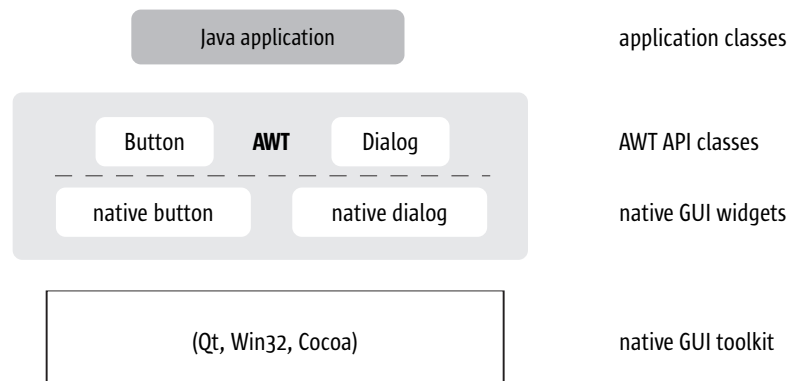 Java application application classes
Button AWT Dialog AWT API classes
native button native dialog native GUI widgets
(Qt, Win32, Cocoa) native GUI toolkit